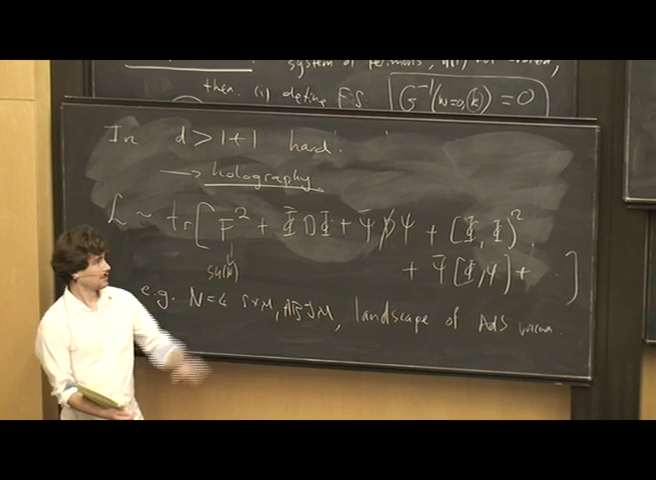 system of fermions,
then. (i) define F.S. G⁻¹(w=0,(k)) = 0
In d > 1+1 hard.
→ holography
ℒ ~ tr[F² + Φ̄ D Φ + Ψ̄ D̸ Ψ + [Φ, Φ]²
su(N)
+ Ψ̄[Φ,Ψ] + ... ]
e.g. N=4 SYM, ABJM, landscape of AdS vacua.